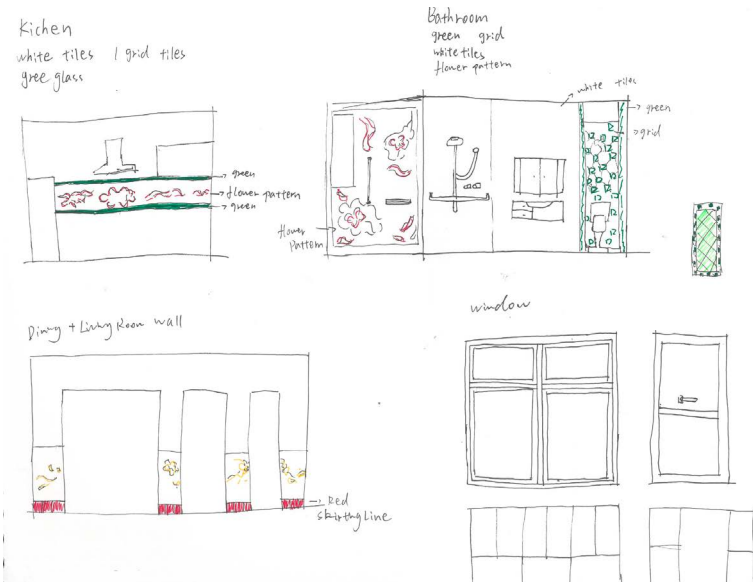 Kichen
white tiles / grid tiles
gree glass
green
flower pattern
green
Bathroom
green grid
white tiles
flower pattern
white tiles
green
grid
flower
pattern
Dining + Living Room wall
Red
skirting Line
window